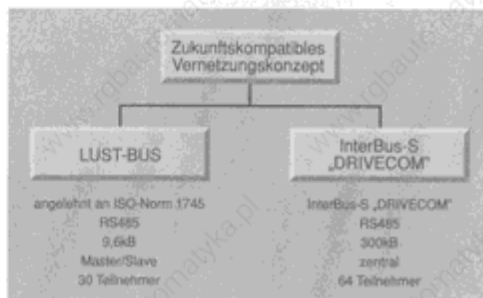 Zukunftskompatibles
Vernetzungskonzept
LUST-BUS
InterBus-S
„DRIVECOM"
angelehnt an ISO-Norm 1745
RS485
9,6kB
Master/Slave
30 Teilnehmer
InterBus-S „DRIVECOM"
RS485
300kB
zentral
64 Teilnehmer